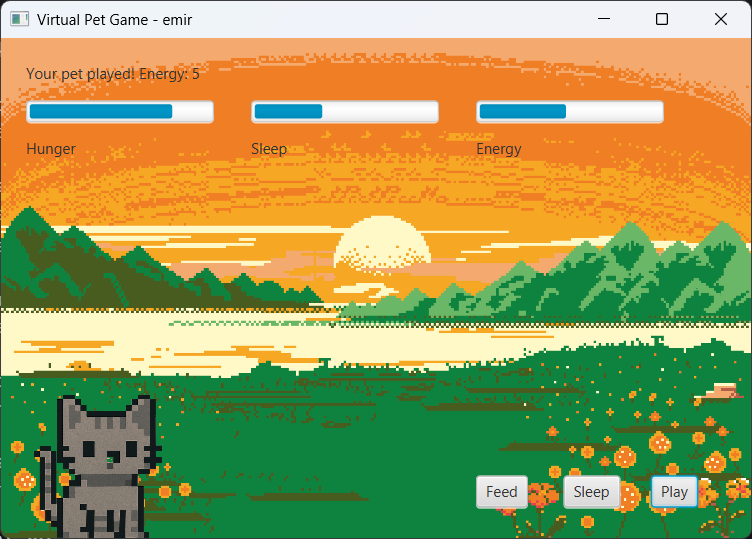 Virtual Pet Game - emir
Your pet played! Energy: 5
Hunger Sleep Energy
Feed Sleep Play